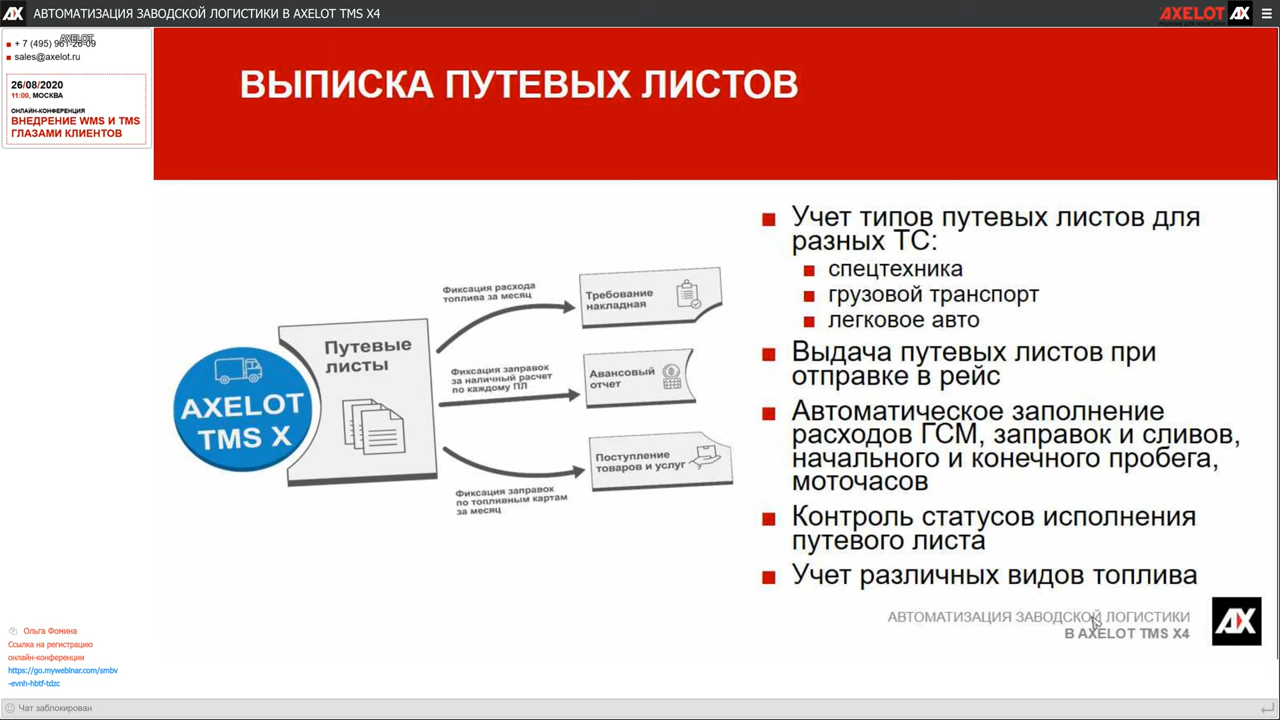 АВТОМАТИЗАЦИЯ ЗАВОДСКОЙ ЛОГИСТИКИ В AXELOT TMS X4
AXELOT
AXELOT
+ 7 (495) 961-26-09
sales@axelot.ru
26/08/2020
11:00, МОСКВА
ОНЛАЙН-КОНФЕРЕНЦИЯ
ВНЕДРЕНИЕ WMS И TMS
ГЛАЗАМИ КЛИЕНТОВ
ВЫПИСКА ПУТЕВЫХ ЛИСТОВ
AXELOT
TMS X
Путевые
листы
Фиксация расхода
топлива за месяц
Требование
накладная
Фиксация заправок
за наличный расчет
по каждому ПЛ
Авансовый
отчет
Фиксация заправок
по топливным картам
за месяц
Поступление
товаров и услуг
Учет типов путевых листов для
разных ТС:
спецтехника
грузовой транспорт
легковое авто
Выдача путевых листов при
отправке в рейс
Автоматическое заполнение
расходов ГСМ, заправок и сливов,
начального и конечного пробега,
моточасов
Контроль статусов исполнения
путевого листа
Учет различных видов топлива
АВТОМАТИЗАЦИЯ ЗАВОДСКОЙ ЛОГИСТИКИ
В AXELOT TMS X4
Ольга Фомина
Ссылка на регистрацию
онлайн-конференции
https://go.mywebinar.com/smbv
-evnh-hbtf-tdzc
Чат заблокирован